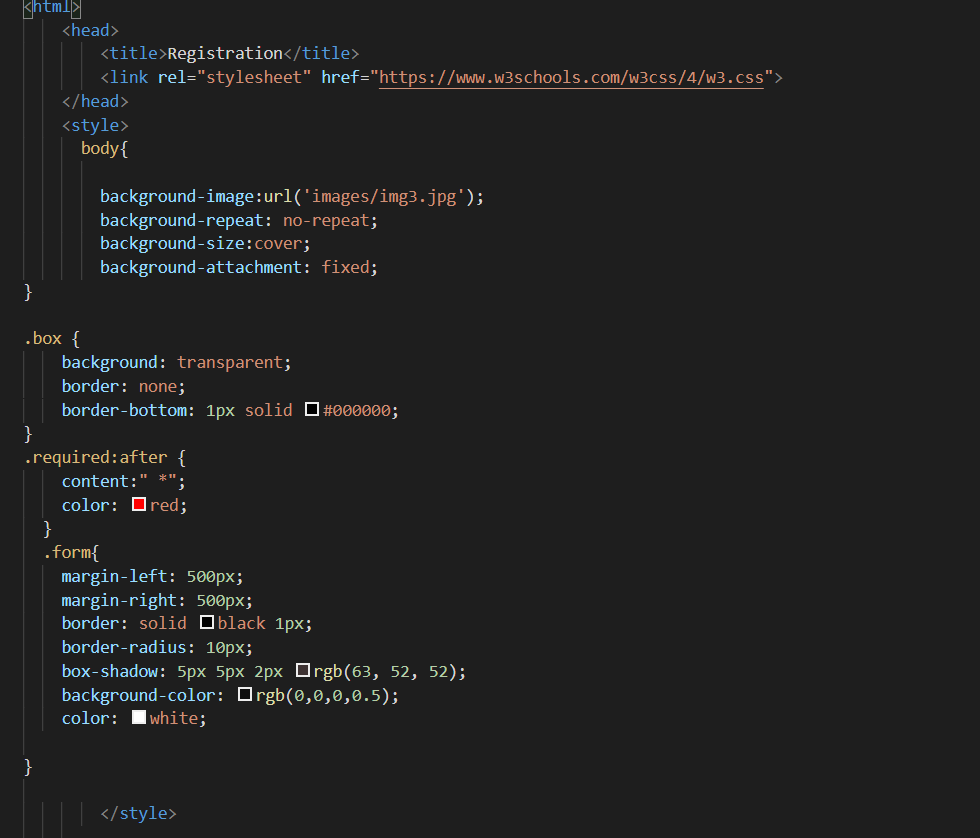 <html>
<head>
<title>Registration</title>
<link rel="stylesheet" href="https://www.w3schools.com/w3css/4/w3.css">
</head>
<style>
body{
background-image:url('images/img3.jpg');
background-repeat: no-repeat;
background-size:cover;
background-attachment: fixed;
}
.box {
background: transparent;
border: none;
border-bottom: 1px solid #000000;
}
.required:after {
content:" *";
color: red;
}
.form{
margin-left: 500px;
margin-right: 500px;
border: solid black 1px;
border-radius: 10px;
box-shadow: 5px 5px 2px rgb(63, 52, 52);
background-color: rgb(0,0,0,0.5);
color: white;
}
</style>